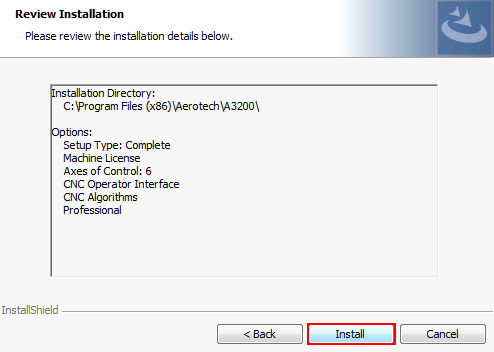 Review Installation
Please review the installation details below.
Installation Directory:
C:\Program Files (x86)\Aerotech\A3200\
Options:
Setup Type: Complete
Machine License
Axes of Control: 6
CNC Operator Interface
CNC Algorithms
Professional
InstallShield
< Back
Install
Cancel